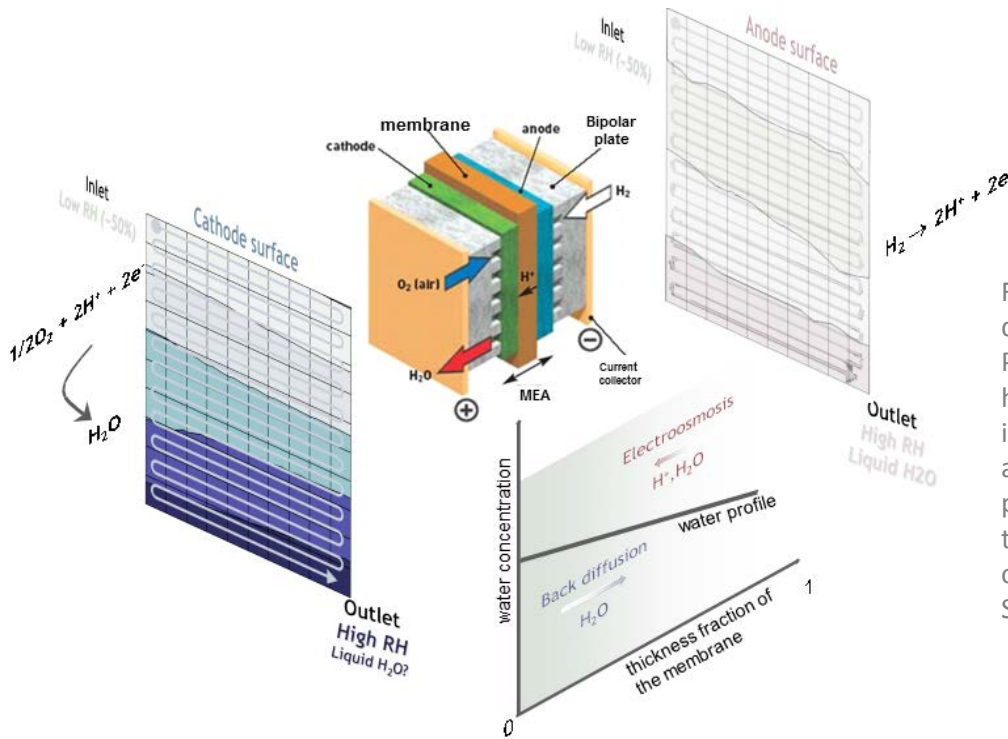 Inlet
Low RH (~50%)
Anode surface
H₂ → 2H⁺ + 2e
Outlet
High RH
Liquid H2O
membrane
cathode
anode
Bipolar
plate
H₂
O₂ (air)
H⁺
H₂O
MEA
Current
collector
Inlet
Low RH (~50%)
Cathode surface
1/2O₂ + 2H⁺ + 2e⁻
H₂O
Outlet
High RH
Liquid H₂O?
water concentration
Electroosmosis
H⁺,H₂O
water profile
Back diffusion
H₂O
thickness fraction of
the membrane
0
1